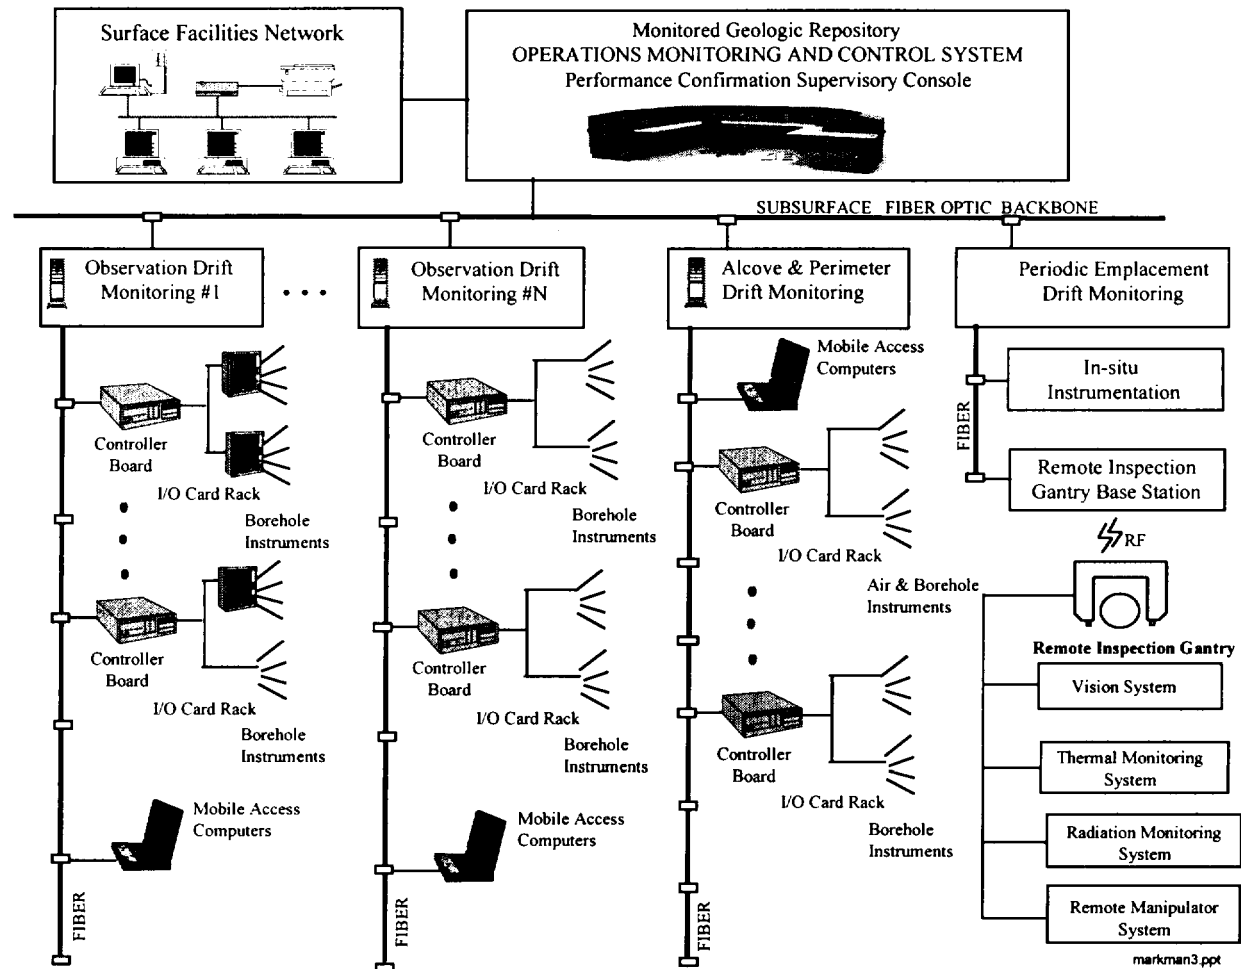 Surface Facilities Network
Monitored Geologic Repository
OPERATIONS MONITORING AND CONTROL SYSTEM
Performance Confirmation Supervisory Console
SUBSURFACE FIBER OPTIC BACKBONE
Observation Drift
Monitoring #1
. . .
Observation Drift
Monitoring #N
Alcove & Perimeter
Drift Monitoring
Periodic Emplacement
Drift Monitoring
Controller
Board
I/O Card Rack
Borehole
Instruments
Controller
Board
I/O Card Rack
Borehole
Instruments
Mobile Access
Computers
FIBER
Controller
Board
I/O Card Rack
Borehole
Instruments
Controller
Board
I/O Card Rack
Borehole
Instruments
Mobile Access
Computers
FIBER
Mobile Access
Computers
Controller
Board
I/O Card Rack
Air & Borehole
Instruments
Controller
Board
I/O Card Rack
Borehole
Instruments
FIBER
FIBER
In-situ
Instrumentation
Remote Inspection
Gantry Base Station
RF
Remote Inspection Gantry
Vision System
Thermal Monitoring
System
Radiation Monitoring
System
Remote Manipulator
System
markman3.ppt